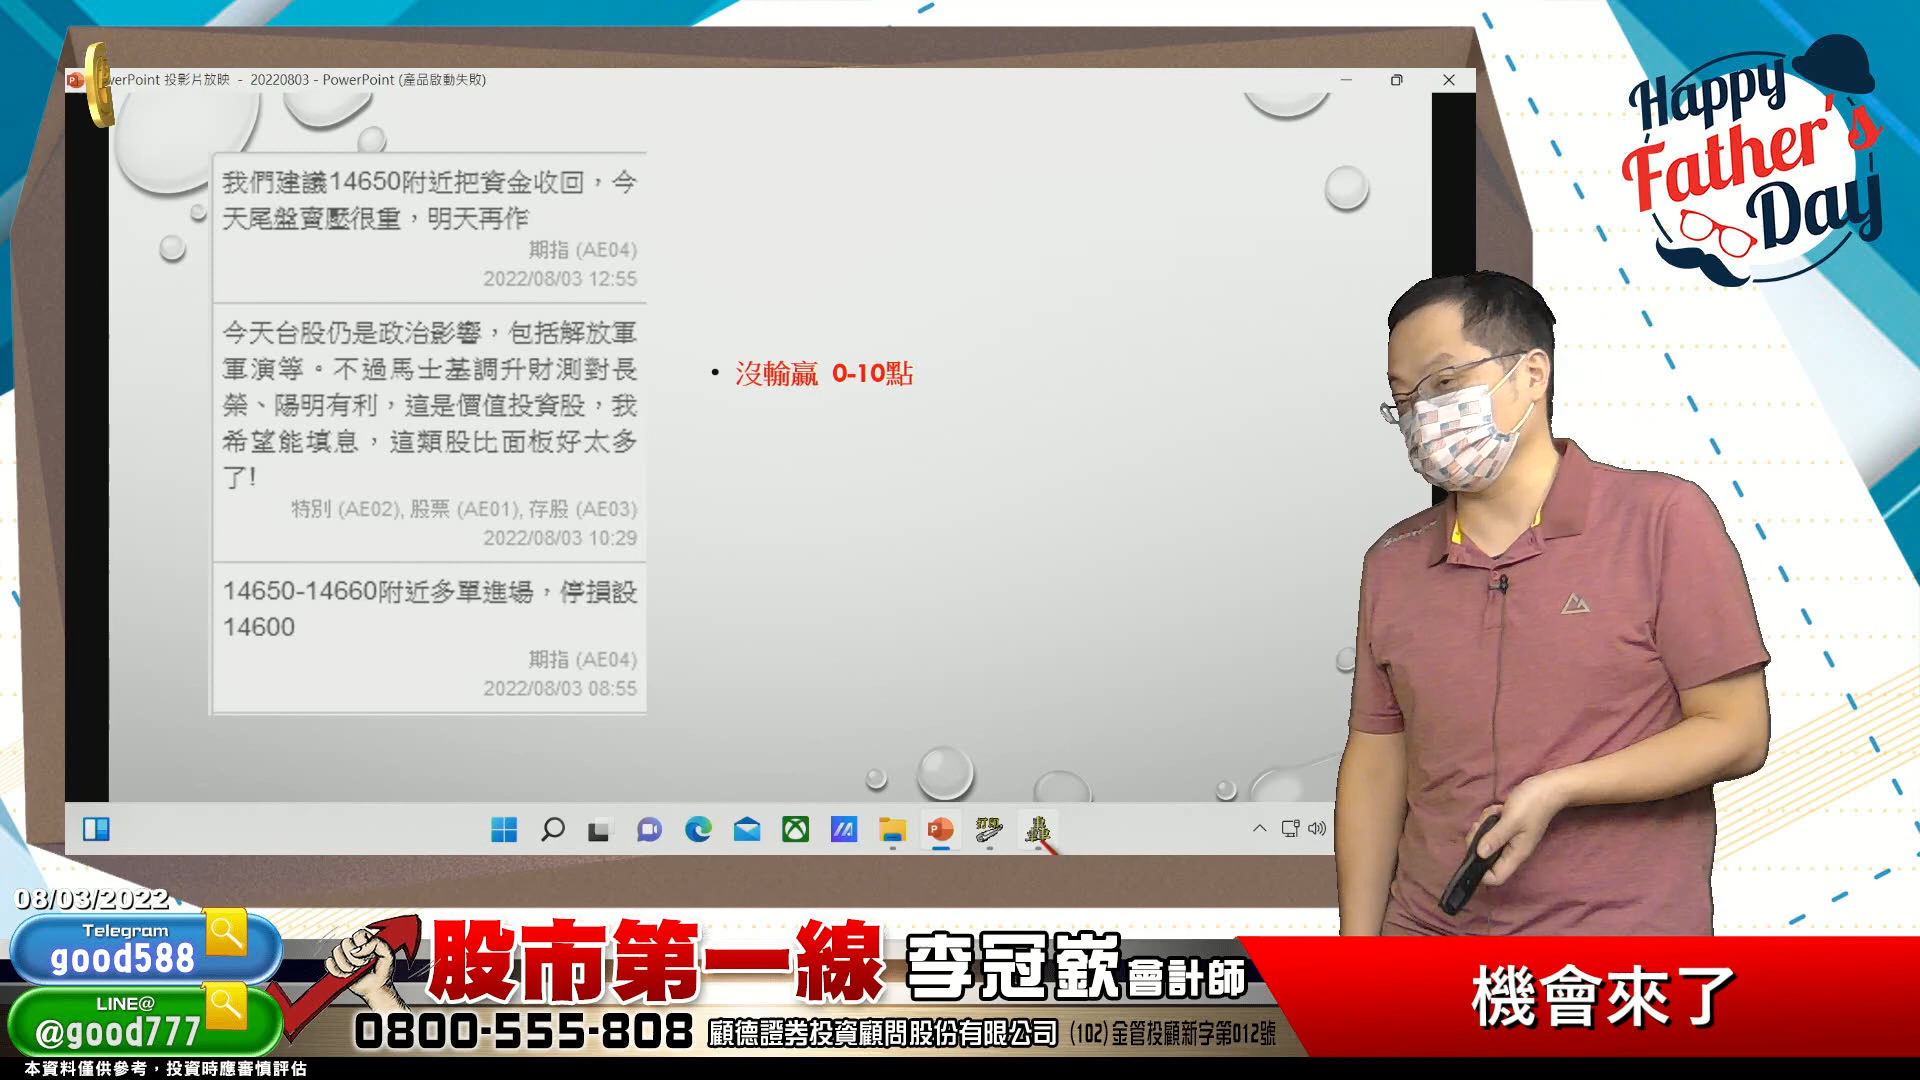 PowerPoint 投影片放映 - 20220803 - PowerPoint (產品啟動失敗)
Happy
Father's
Day
我們建議14650附近把資金收回，今
天尾盤賣壓很重，明天再作
期指 (AE04)
2022/08/03 12:55
今天台股仍是政治影響，包括解放軍
軍演等。不過馬士基調升財測對長
榮、陽明有利，這是價值投資股，我
希望能填息，這類股比面板好太多
了!
特別 (AE02), 股票 (AE01), 存股 (AE03)
2022/08/03 10:29
14650-14660附近多單進場，停損設
14600
期指 (AE04)
2022/08/03 08:55
• 沒輸贏 0-10點
08/03/2022
Telegram
good588
LINE@
@good777
股市第一線 李冠嶔會計師
0800-555-808 顧德證券投資顧問股份有限公司 (102)金管投顧新字第012號
機會來了
本資料僅供參考，投資時應審慎評估